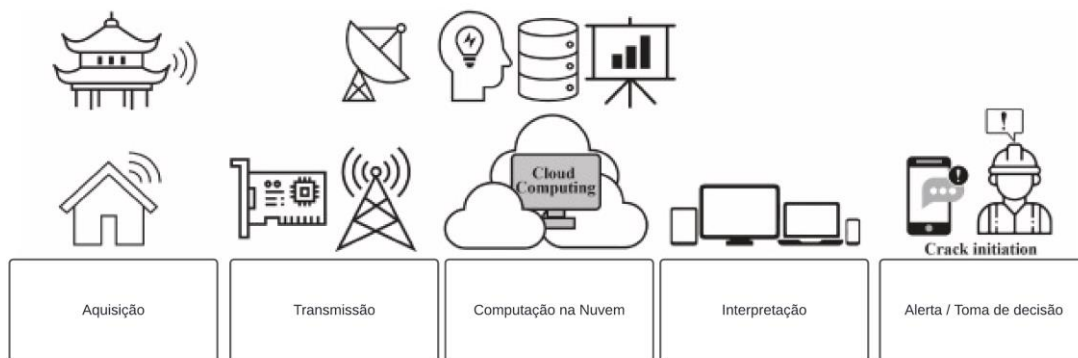 Cloud
Computing
!
!
Crack initiation
Aquisição
Transmissão
Computação na Nuvem
Interpretação
Alerta / Toma de decisão